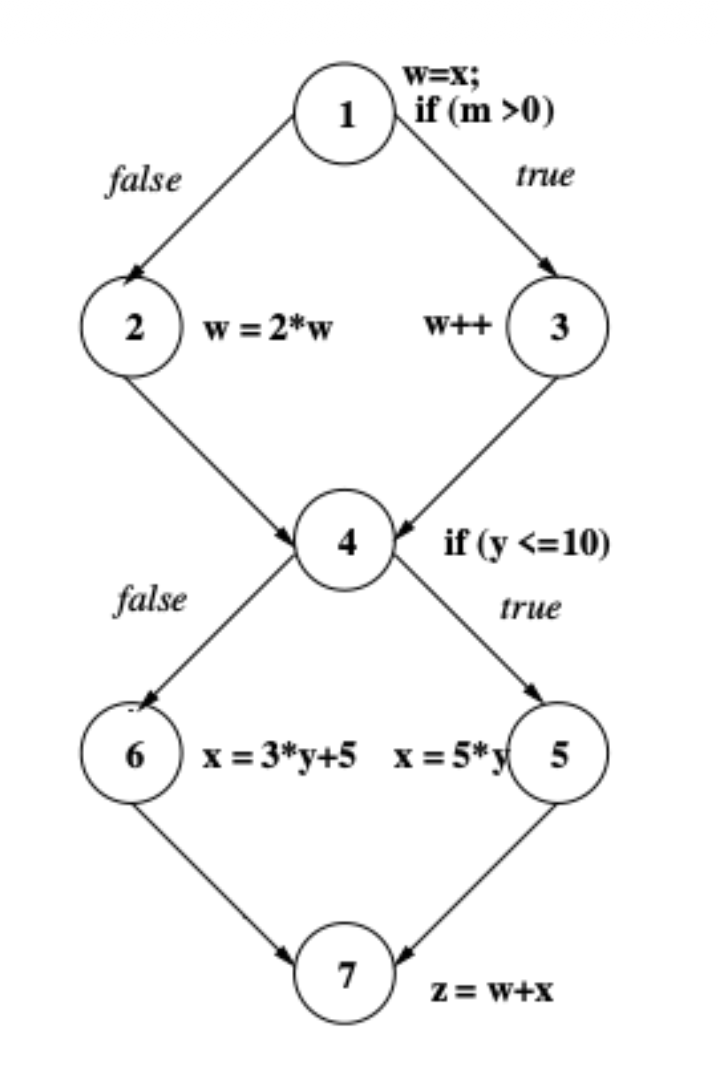 w=x;
1 if (m >0)
false true
2 w = 2*w w++ 3
4 if (y <=10)
false true
6 x = 3*y+5 x = 5*y 5
7 z = w+x